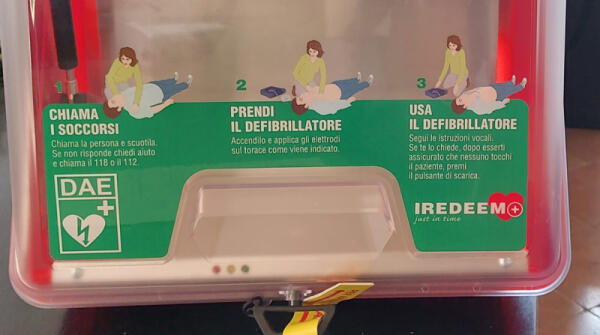 1
CHIAMA
I SOCCORSI
Chiama la persona e scuotila.
Se non risponde chiedi aiuto
e chiama il 118 o il 112.
DAE
2
PRENDI
IL DEFIBRILLATORE
Accendilo e applica gli elettrodi
sul torace come viene indicato.
3
USA
IL DEFIBRILLATORE
Segui le istruzioni vocali.
Se te lo chiede, dopo esserti
assicurato che nessuno tocchi
il paziente, premi
il pulsante di scarica.
IREDEEM
just in time